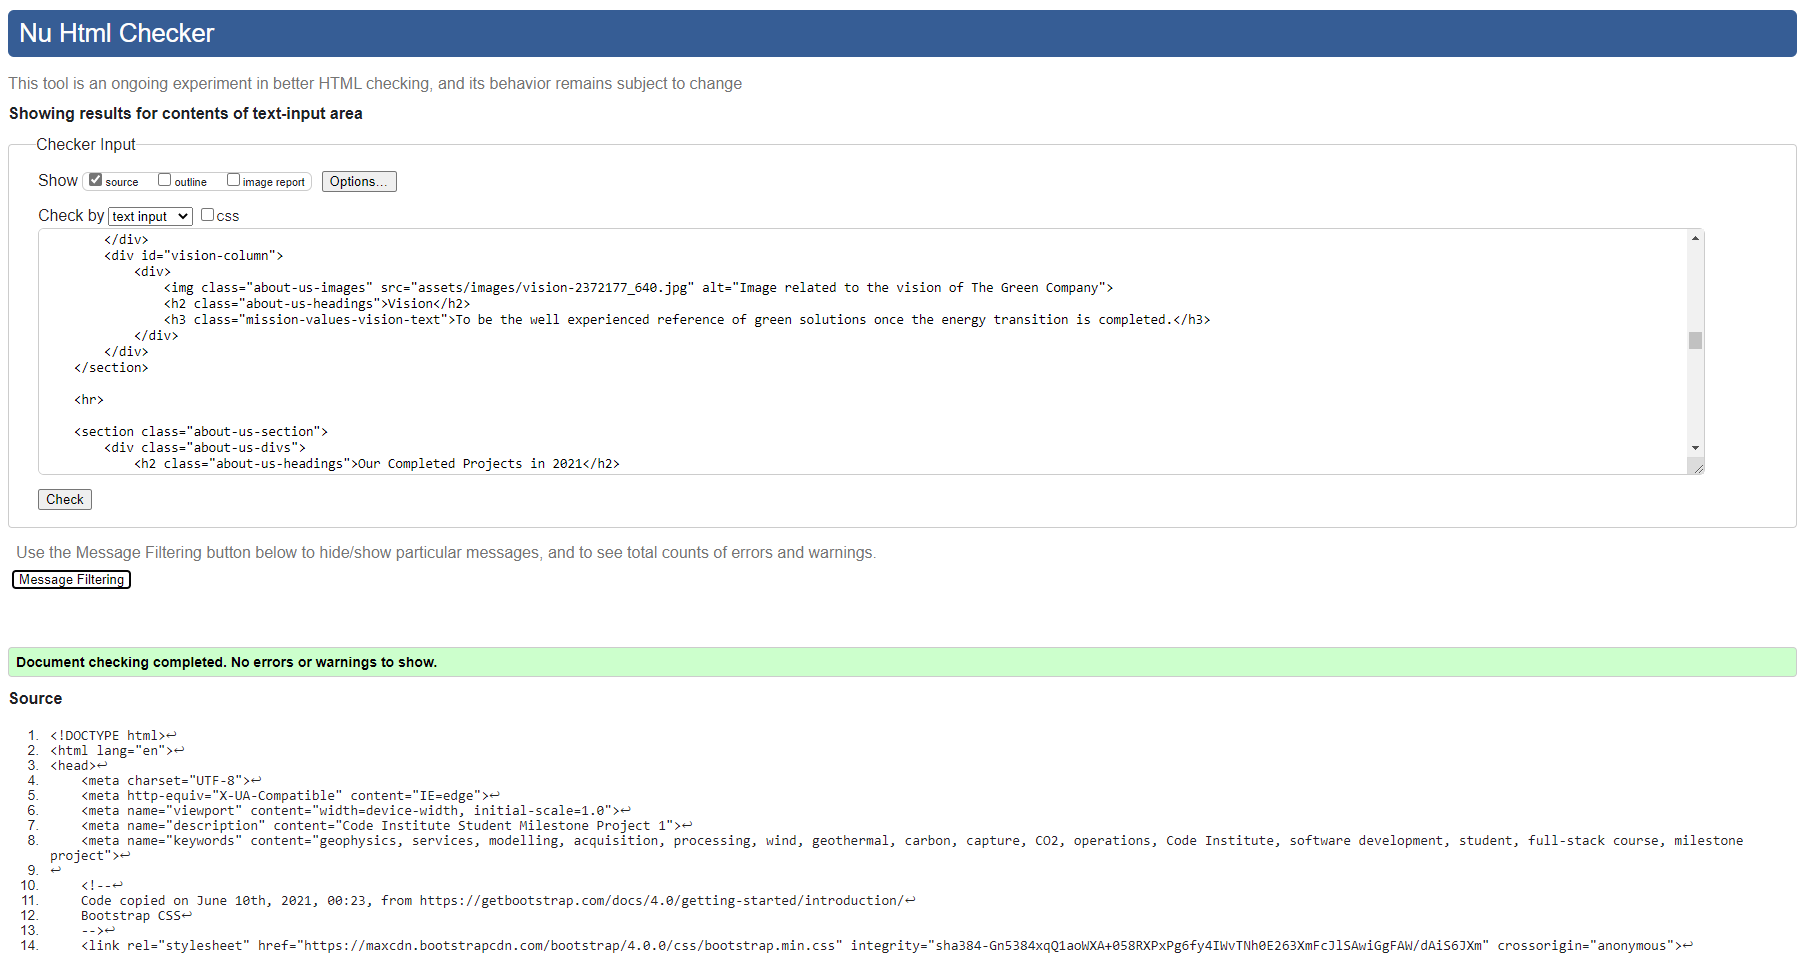 Nu Html Checker
This tool is an ongoing experiment in better HTML checking, and its behavior remains subject to change
Showing results for contents of text-input area
Checker Input
Show source outline image report Options...
Check by text input css
</div>
<div id="vision-column">
<div>
<img class="about-us-images" src="assets/images/vision-2372177_640.jpg" alt="Image related to the vision of The Green Company">
<h2 class="about-us-headings">Vision</h2>
<h3 class="mission-values-vision-text">To be the well experienced reference of green solutions once the energy transition is completed.</h3>
</div>
</div>
</section>
<hr>
<section class="about-us-section">
<div class="about-us-divs">
<h2 class="about-us-headings">Our Completed Projects in 2021</h2>
Check
Use the Message Filtering button below to hide/show particular messages, and to see total counts of errors and warnings.
Message Filtering
Document checking completed. No errors or warnings to show.
Source
1. <!DOCTYPE html>↩
2. <html lang="en">↩
3. <head>↩
4. <meta charset="UTF-8">↩
5. <meta http-equiv="X-UA-Compatible" content="IE=edge">↩
6. <meta name="viewport" content="width=device-width, initial-scale=1.0">↩
7. <meta name="description" content="Code Institute Student Milestone Project 1">↩
8. <meta name="keywords" content="geophysics, services, modelling, acquisition, processing, wind, geothermal, carbon, capture, CO2, operations, Code Institute, software development, student, full-stack course, milestone
project">↩
9. ↩
10. <!--↩
11. Code copied on June 10th, 2021, 00:23, from https://getbootstrap.com/docs/4.0/getting-started/introduction/↩
12. Bootstrap CSS↩
13. -->↩
14. <link rel="stylesheet" href="https://maxcdn.bootstrapcdn.com/bootstrap/4.0.0/css/bootstrap.min.css" integrity="sha384-Gn5384xqQ1aoWXA+058RXPxPg6fy4IWvTNh0E263XmFcJlSAwiGgFAW/dAiS6JXm" crossorigin="anonymous">↩